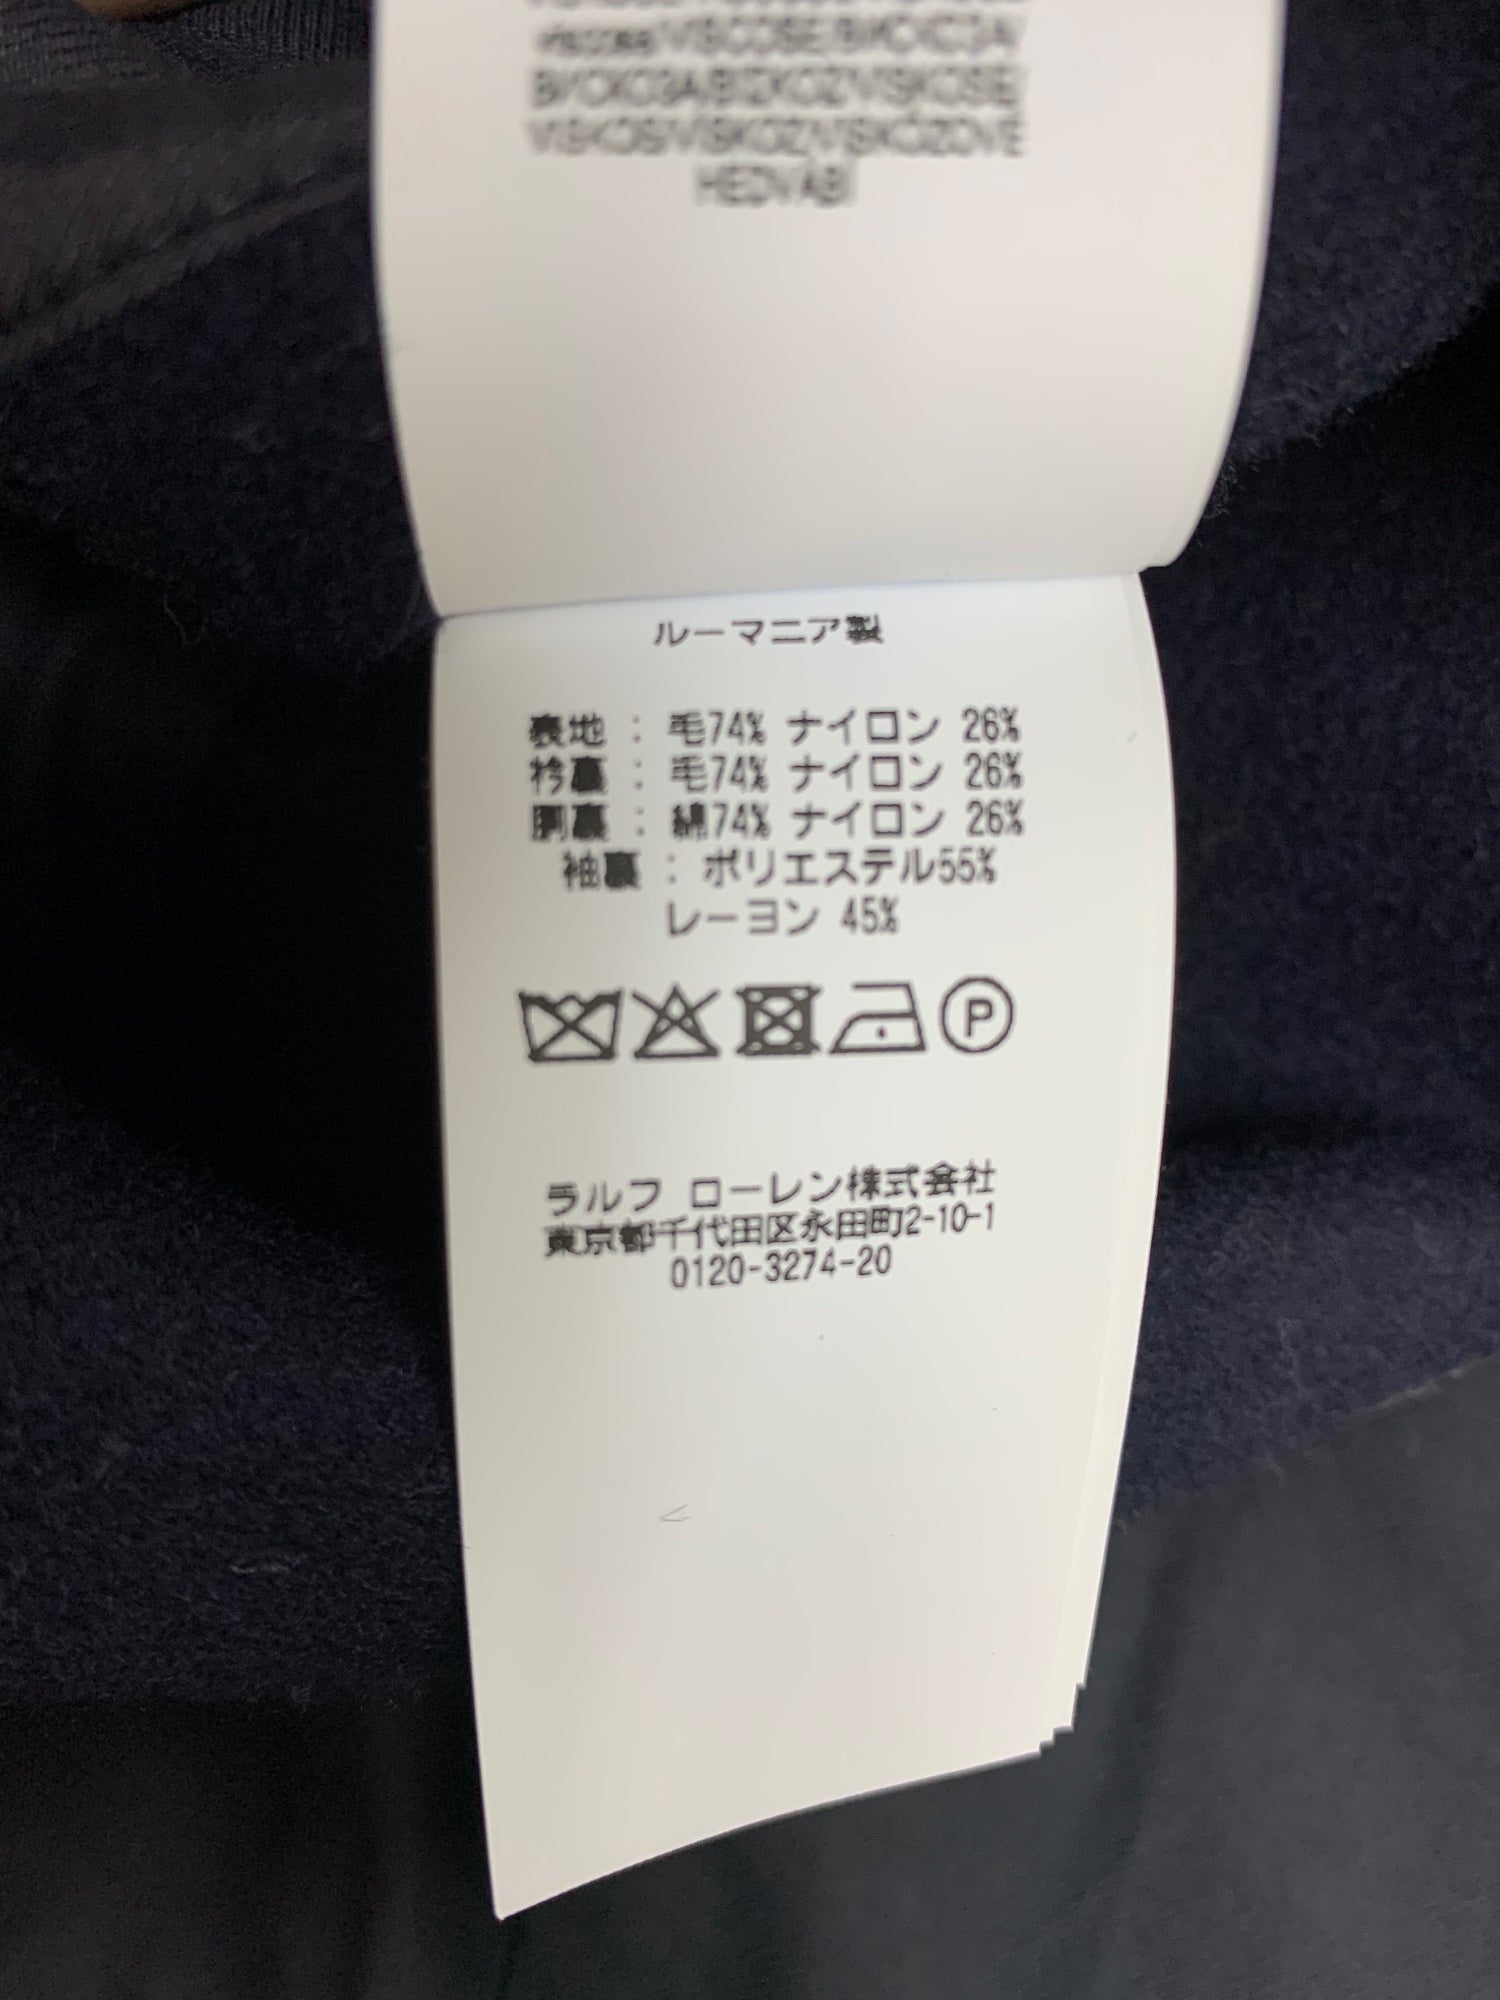 HEDVÁBÍ
ルーマニア製
表地 : 毛74% ナイロン 26%
衿裏 : 毛74% ナイロン 26%
胴裏 : 綿74% ナイロン 26%
袖裏 : ポリエステル55%
レーヨン 45%
P
ラルフ ローレン株式会社
東京都千代田区永田町2-10-1
0120-3274-20